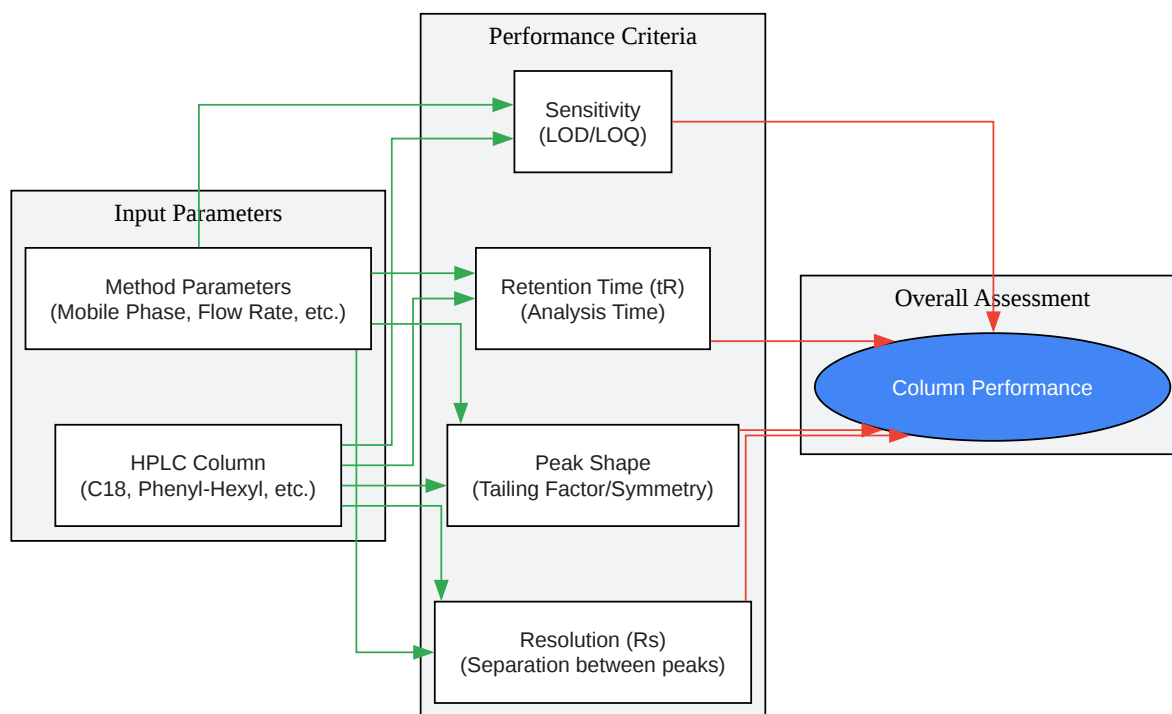 Performance Criteria
Sensitivity
(LOD/LOQ)
Input Parameters
Method Parameters
(Mobile Phase, Flow Rate, etc.)
Retention Time (tR)
(Analysis Time)
Overall Assessment
Column Performance
HPLC Column
(C18, Phenyl-Hexyl, etc.)
Peak Shape
(Tailing Factor/Symmetry)
Resolution (Rs)
(Separation between peaks)